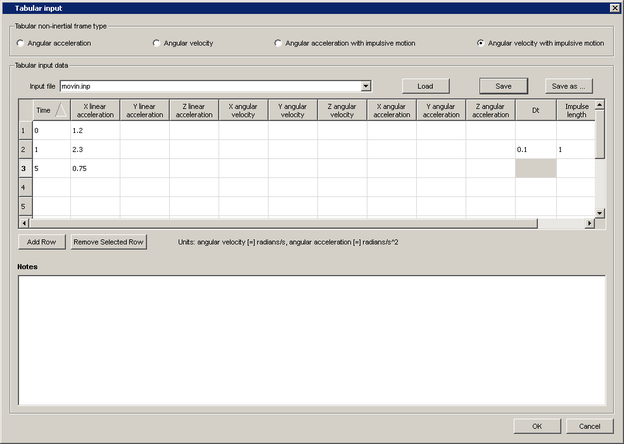 Tabular input
Tabular non-inertial frame type
Angular acceleration Angular velocity Angular acceleration with impulsive motion Angular velocity with impulsive motion
Tabular input data
Input file movin.inp Load Save Save as ...
Time X linear acceleration Y linear acceleration Z linear acceleration X angular velocity Y angular velocity Z angular velocity X angular acceleration Y angular acceleration Z angular acceleration Dt Impulse length
1 0 1.2
2 1 2.3 0.1 1
3 5 0.75
4
5
Add Row Remove Selected Row Units: angular velocity [=] radians/s, angular acceleration [=] radians/s^2
Notes
OK Cancel